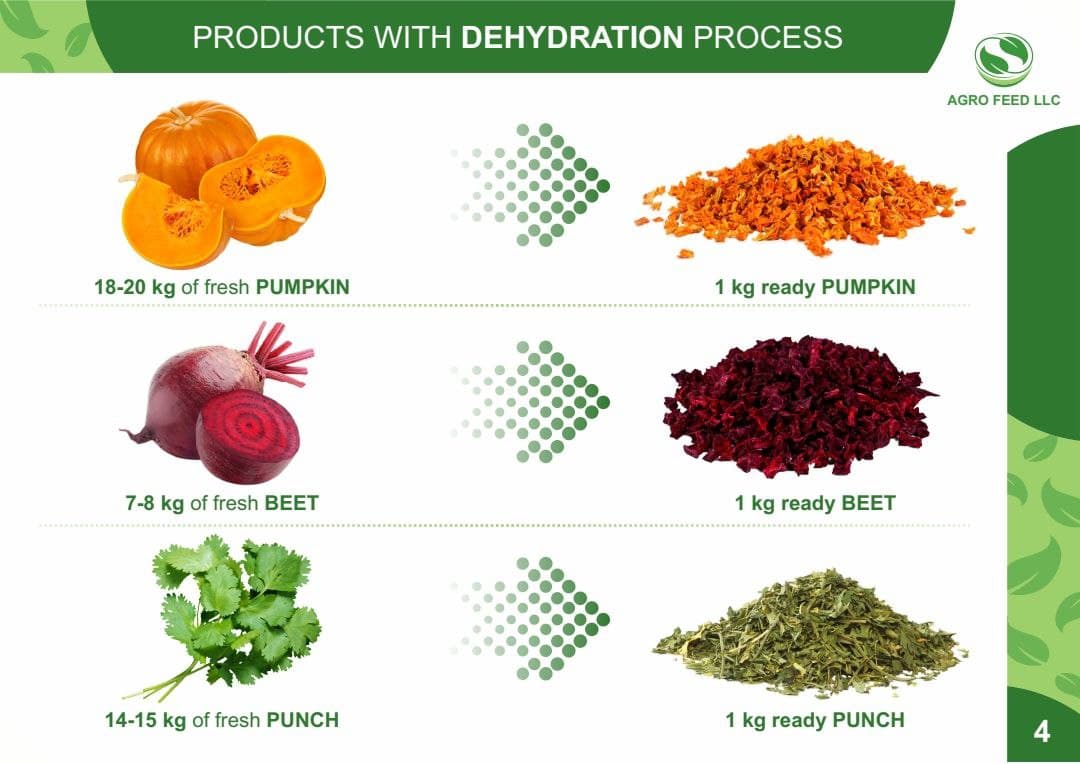 PRODUCTS WITH DEHYDRATION PROCESS
AGRO FEED LLC
18-20 kg of fresh PUMPKIN
1 kg ready PUMPKIN
7-8 kg of fresh BEET
1 kg ready BEET
14-15 kg of fresh PUNCH
1 kg ready PUNCH
4